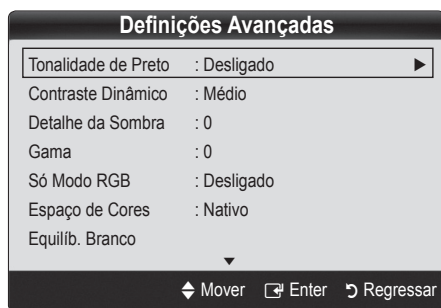 Definições Avançadas
Tonalidade de Preto : Desligado
Contraste Dinâmico : Médio
Detalhe da Sombra : 0
Gama : 0
Só Modo RGB : Desligado
Espaço de Cores : Nativo
Equilíb. Branco
Mover Enter Regressar